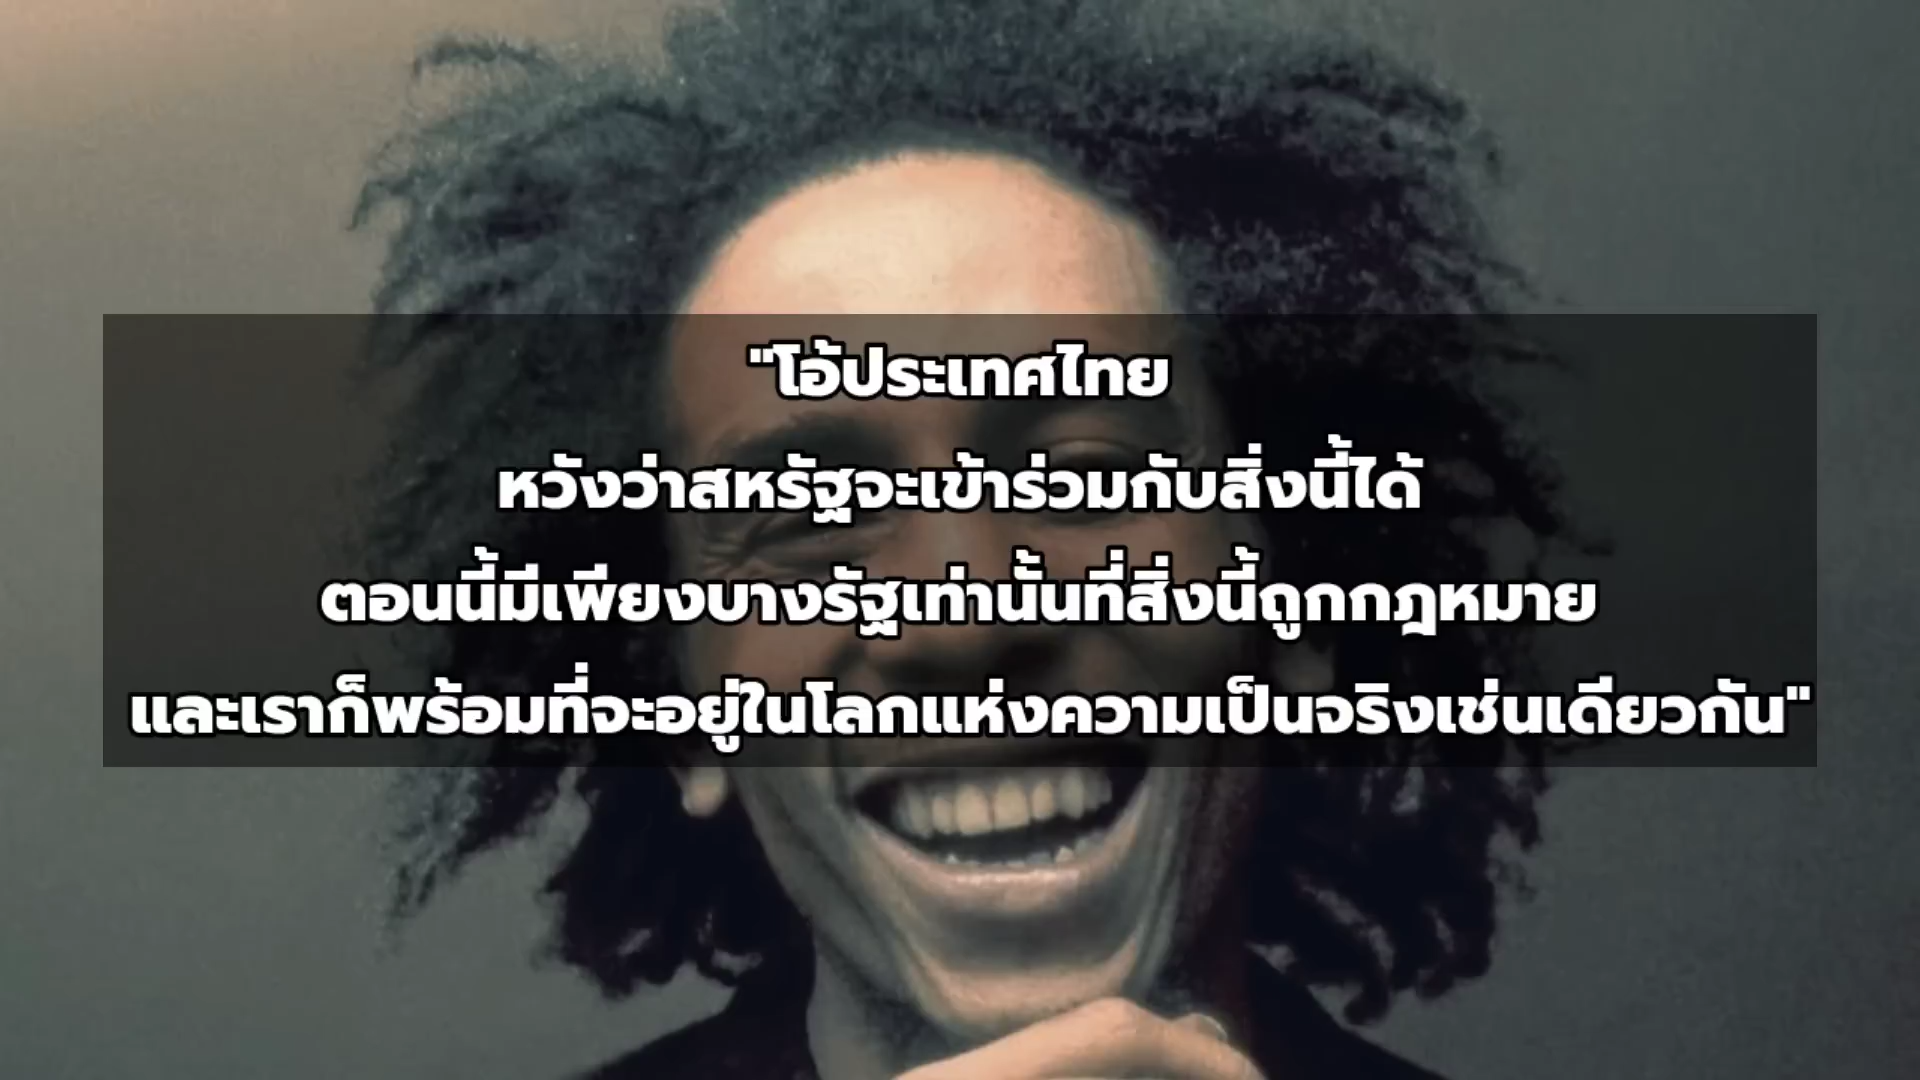 "โอ้ประเทศไทย
หวังว่าสหรัฐจะเข้าร่วมกับสิ่งนี้ได้
ตอนนี้มีเพียงบางรัฐเท่านั้นที่สิ่งนี้ถูกกฎหมาย
และเราก็พร้อมที่จะอยู่ในโลกแห่งความเป็นจริงเช่นเดียวกัน"